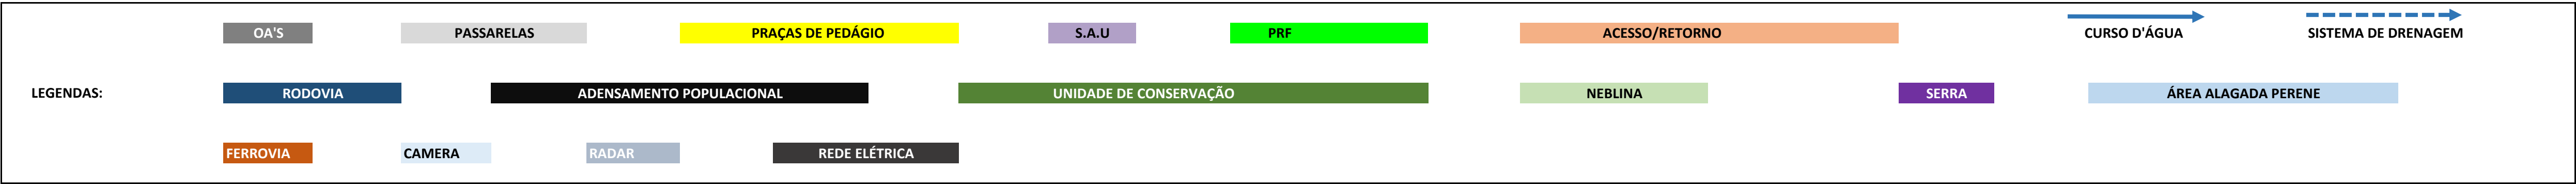 OA'S PASSARELAS PRAÇAS DE PEDÁGIO S.A.U PRF ACESSO/RETORNO CURSO D'ÁGUA SISTEMA DE DRENAGEM
LEGENDAS: RODOVIA ADENSAMENTO POPULACIONAL UNIDADE DE CONSERVAÇÃO NEBLINA SERRA ÁREA ALAGADA PERENE
FERROVIA CAMERA RADAR REDE ELÉTRICA